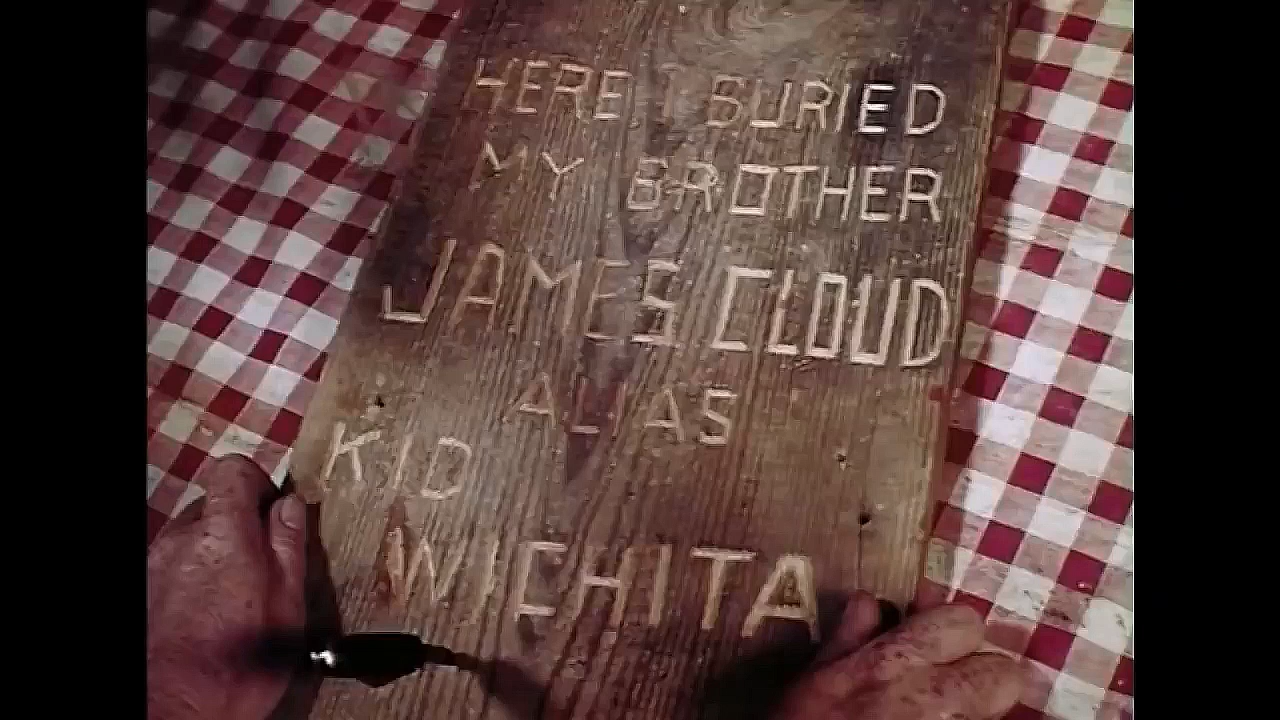 HERE I BURIED
MY BROTHER
JAMES CLOUD
ALIAS
KID
WICHITA